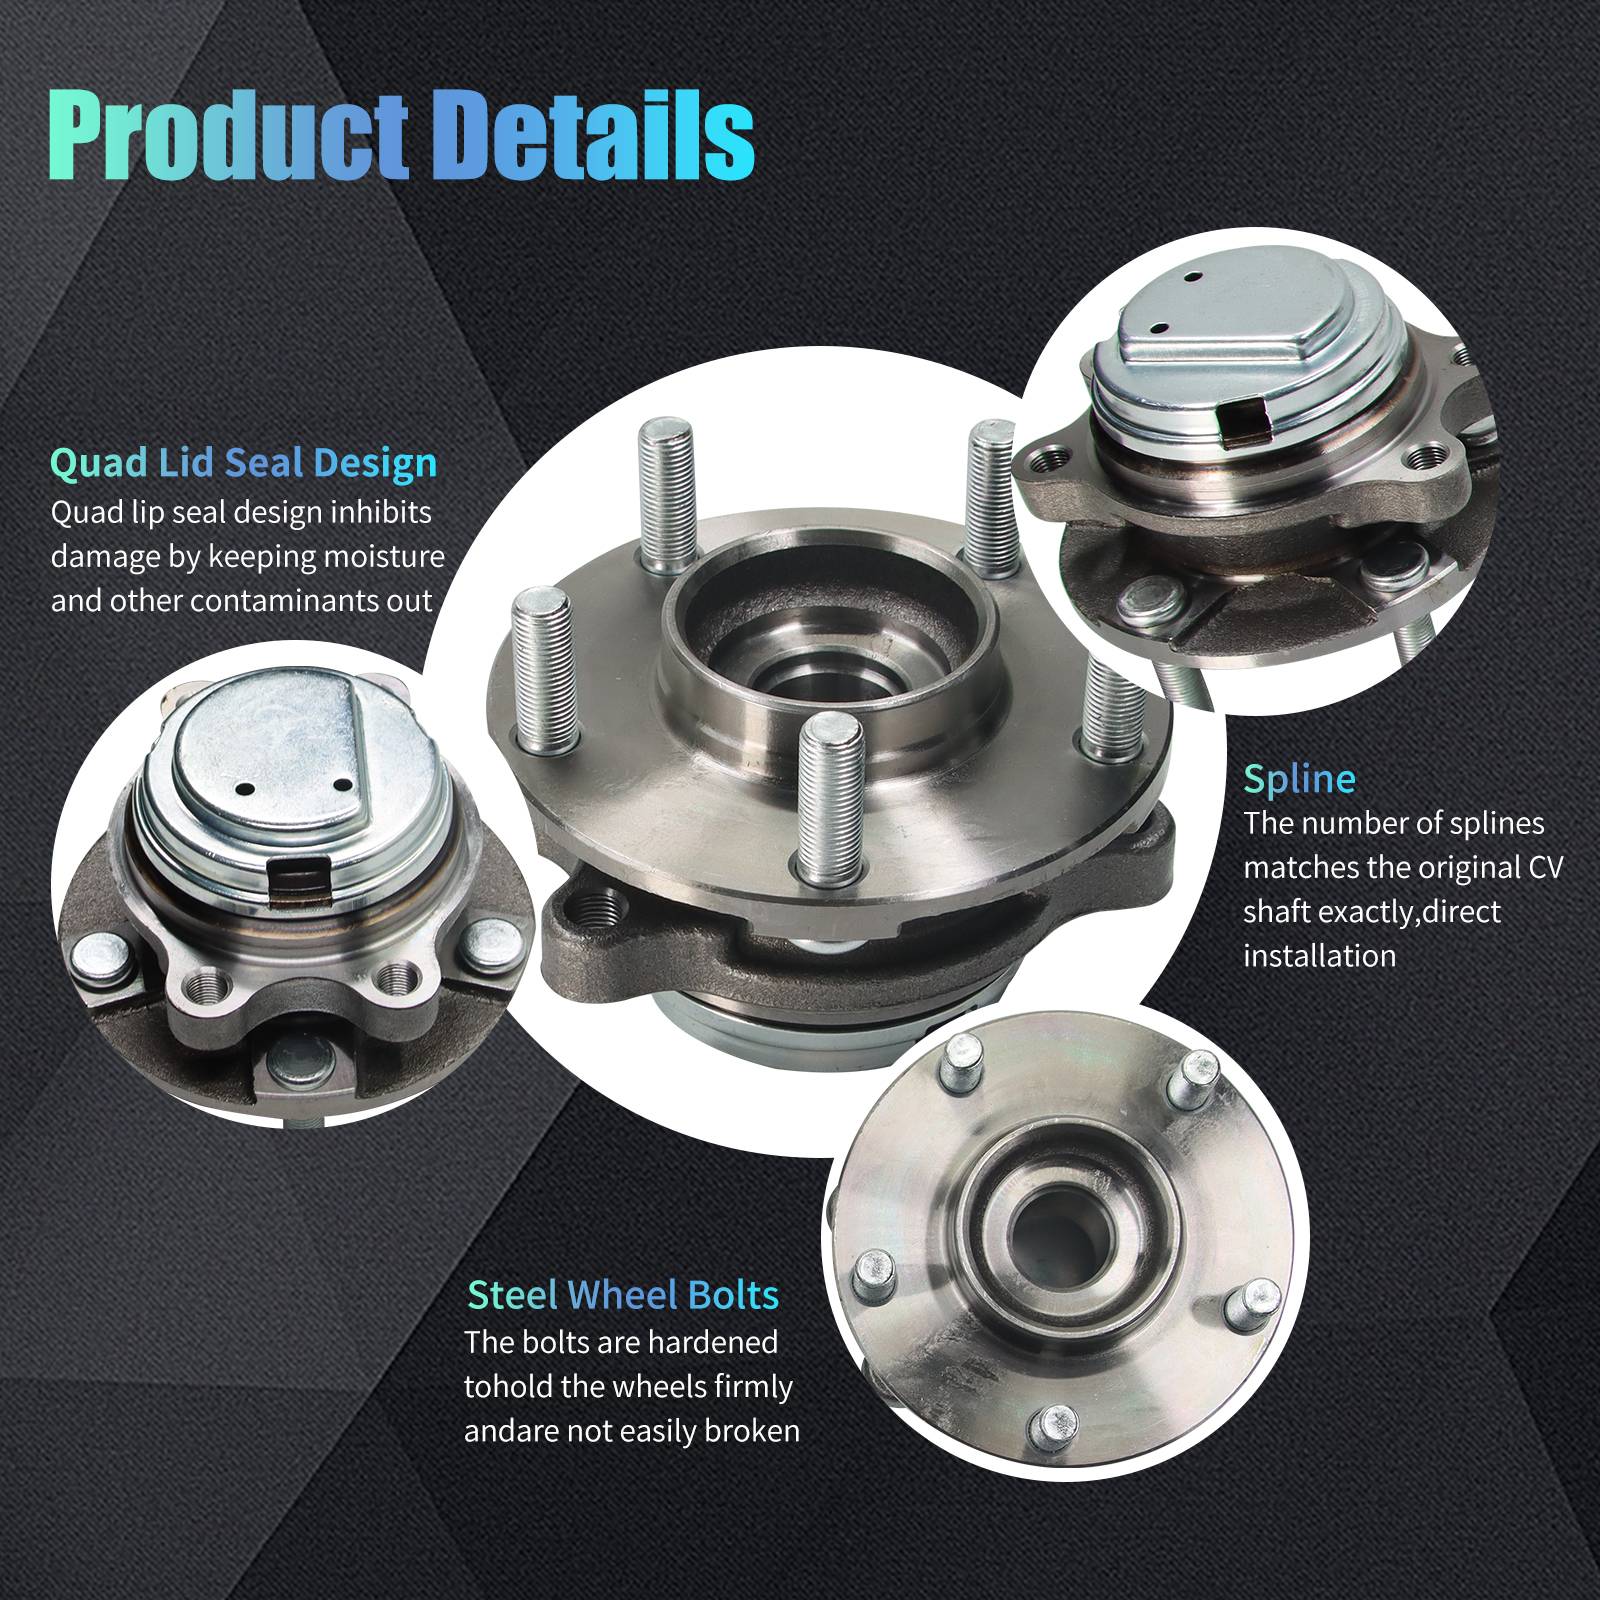 Product Details
Quad Lid Seal Design
Quad lip seal design inhibits
damage by keeping moisture
and other contaminants out
Spline
The number of splines
matches the original CV
shaft exactly,direct
installation
Steel Wheel Bolts
The bolts are hardened
tohold the wheels firmly
andare not easily broken